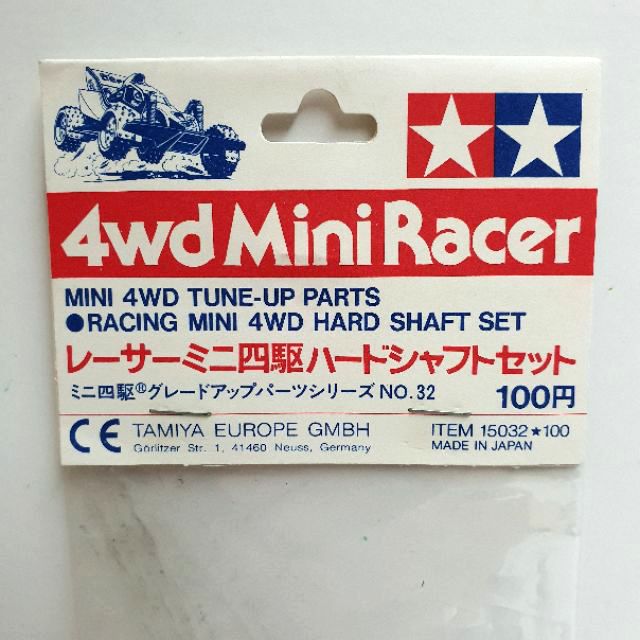 4wd Mini Racer
MINI 4WD TUNE-UP PARTS
●RACING MINI 4WD HARD SHAFT SET
レーサーミニ四駆ハードシャフトセット
ミニ四駆®グレードアップパーツシリーズ NO.32 100円
CE TAMIYA EUROPE GMBH ITEM 15032★100
Görlitzer Str. 1, 41460 Neuss, Germany MADE IN JAPAN